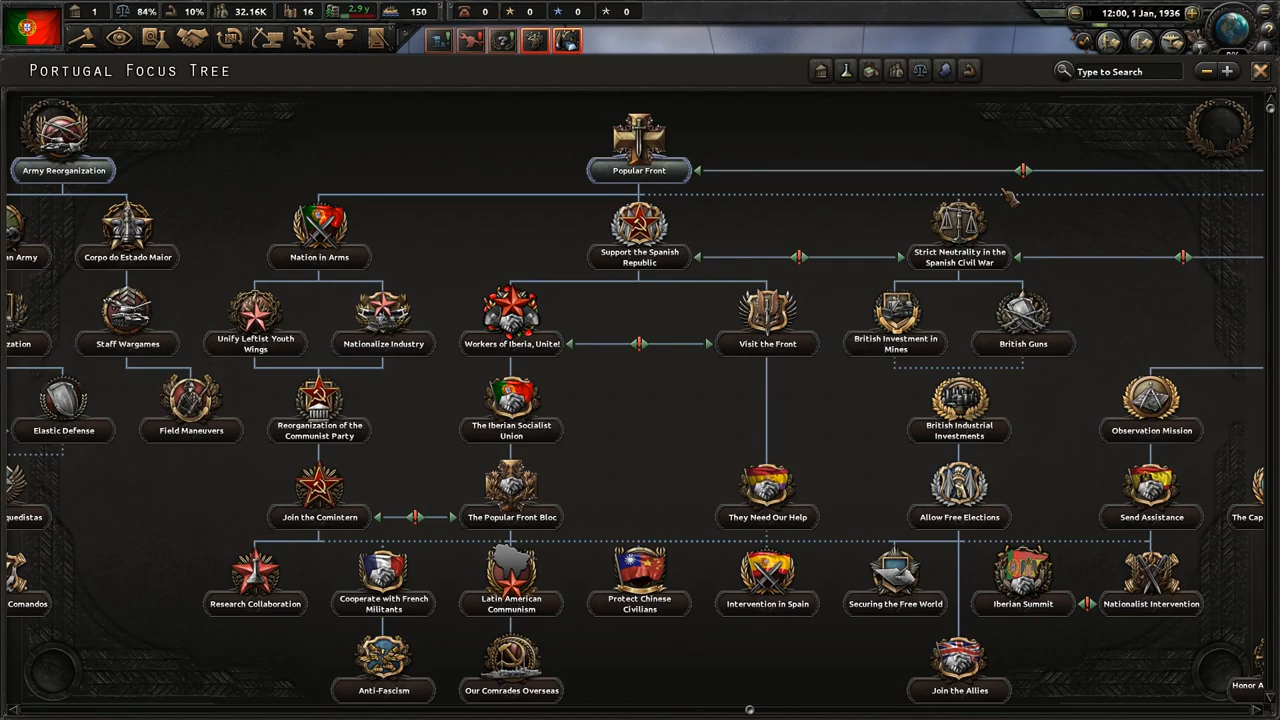 1
84%
10%
32.16K
16
2.9 y
150
0
0
0
0
12:00, 1 Jan, 1936
0%
PORTUGAL FOCUS TREE
Type to Search
Army Reorganization
Popular Front
an Army
Corpo do Estado Maior
Nation in Arms
Support the Spanish
Republic
Strict Neutrality in
the Spanish Civil War
zation
Staff Wargames
Unify Leftist Youth
Wings
Nationalize Industry
Workers of Iberia, Unite!
Visit the Front
British Investment in
Mines
British Guns
Elastic Defense
Field Maneuvers
Reorganization of the
Communist Party
The Iberian Socialist
Union
British Industrial
Investments
Observation Mission
quedistas
Join the Comintern
The Popular Front Bloc
They Need Our Help
Allow Free Elections
Send Assistance
The Cap
Comandos
Research Collaboration
Cooperate with French
Militants
Latin American
Communism
Protect Chinese
Civilians
Intervention in Spain
Securing the Free World
Iberian Summit
Nationalist Intervention
Anti-Fascism
Our Comrades Overseas
Join the Allies
Honor A